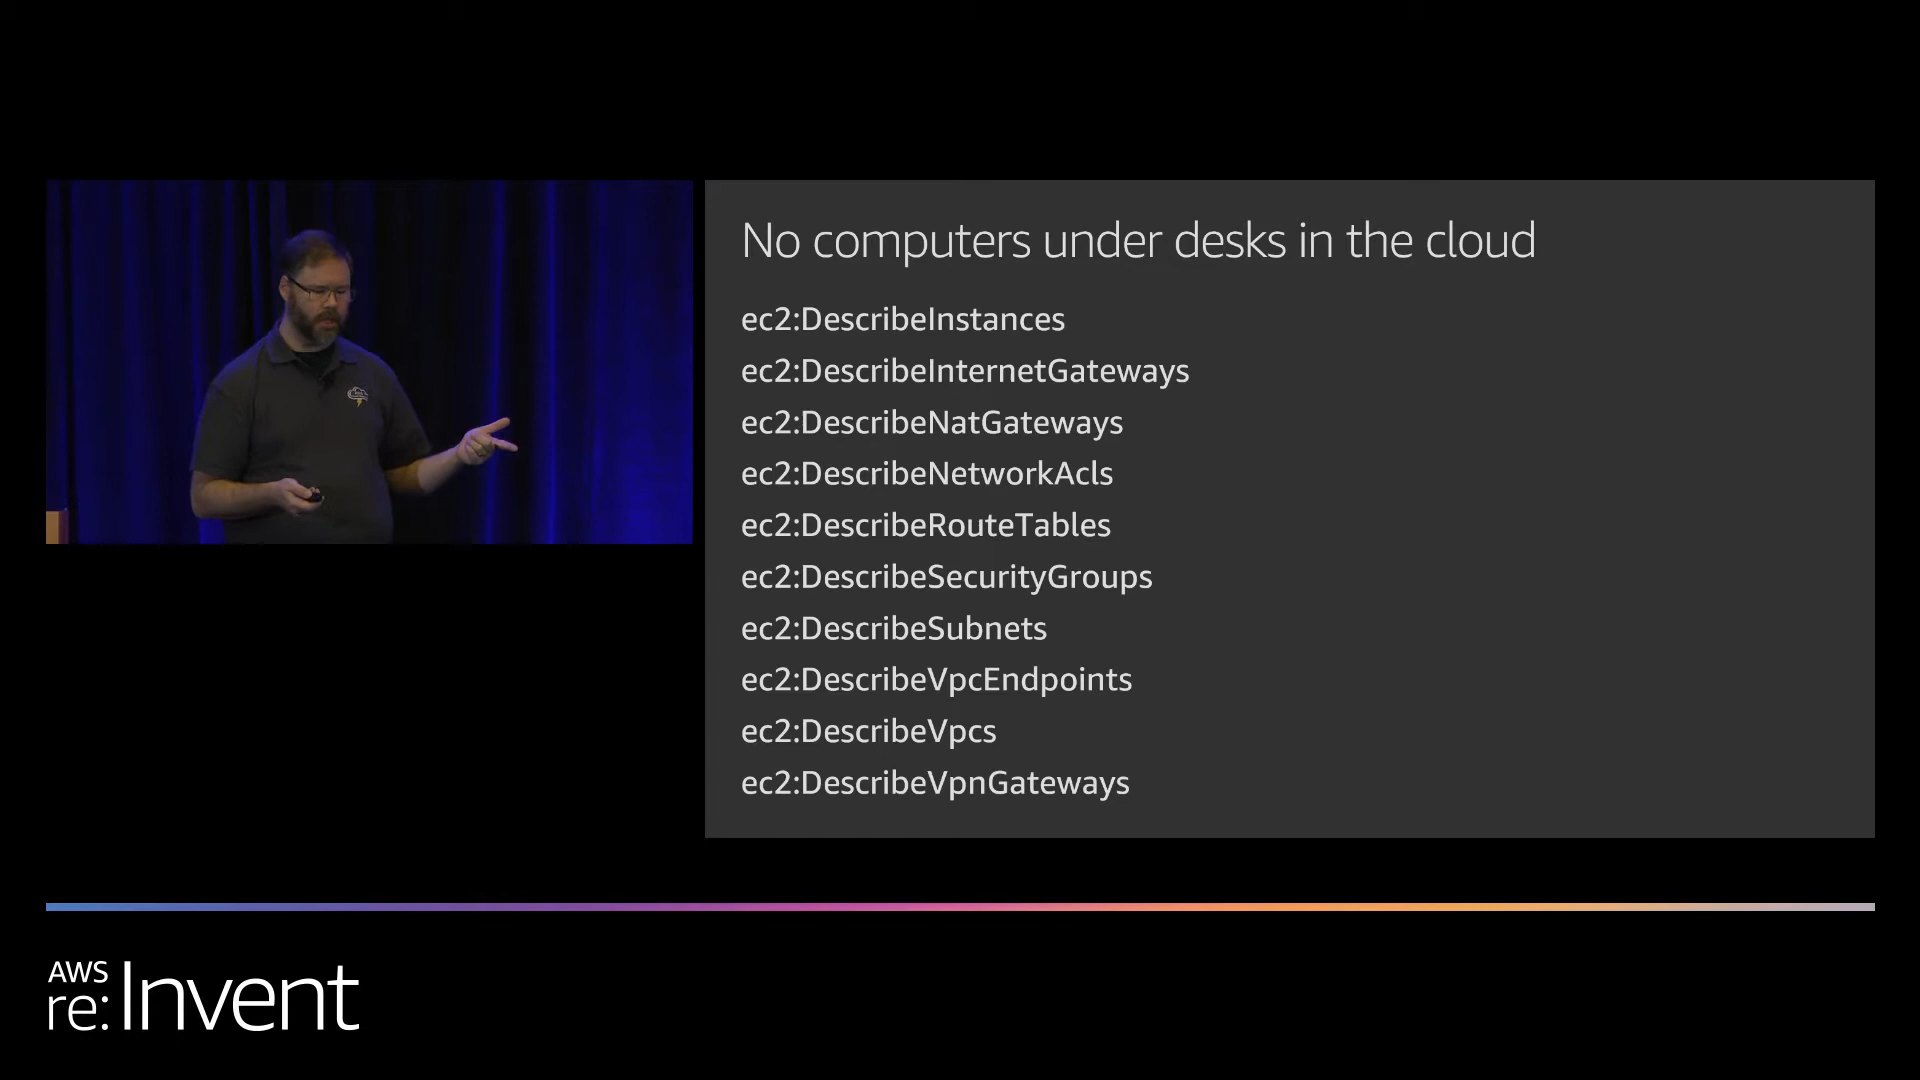 No computers under desks in the cloud
ec2:DescribeInstances
ec2:DescribeInternetGateways
ec2:DescribeNatGateways
ec2:DescribeNetworkAcls
ec2:DescribeRouteTables
ec2:DescribeSecurityGroups
ec2:DescribeSubnets
ec2:DescribeVpcEndpoints
ec2:DescribeVpcs
ec2:DescribeVpnGateways
AWS
re:Invent